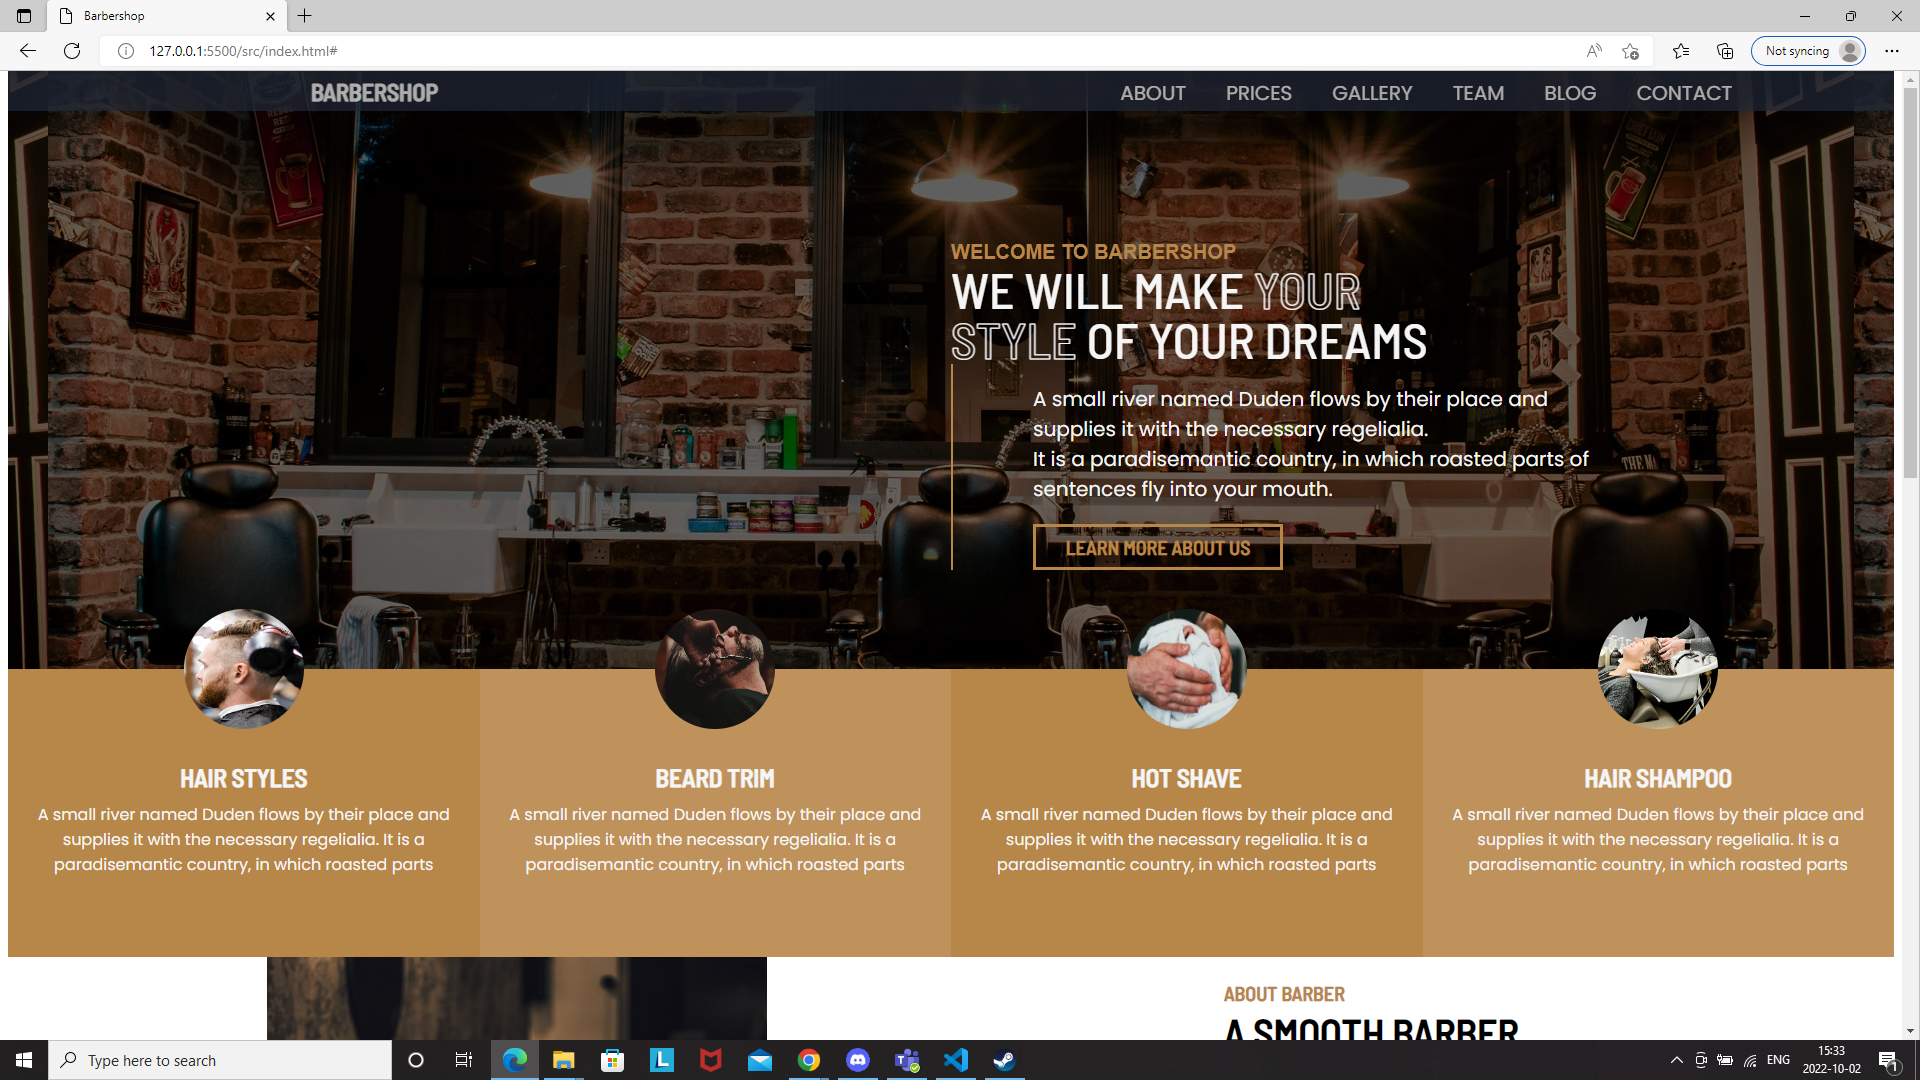 Barbershop
127.0.0.1:5500/src/index.html#
Not syncing
BARBERSHOP
ABOUT PRICES GALLERY TEAM BLOG CONTACT
WELCOME TO BARBERSHOP
WE WILL MAKE YOUR
STYLE OF YOUR DREAMS
A small river named Duden flows by their place and
supplies it with the necessary regelialia.
It is a paradisemantic country, in which roasted parts of
sentences fly into your mouth.
LEARN MORE ABOUT US
HAIR STYLES
A small river named Duden flows by their place and
supplies it with the necessary regelialia. It is a
paradisemantic country, in which roasted parts
BEARD TRIM
A small river named Duden flows by their place and
supplies it with the necessary regelialia. It is a
paradisemantic country, in which roasted parts
HOT SHAVE
A small river named Duden flows by their place and
supplies it with the necessary regelialia. It is a
paradisemantic country, in which roasted parts
HAIR SHAMPOO
A small river named Duden flows by their place and
supplies it with the necessary regelialia. It is a
paradisemantic country, in which roasted parts
ABOUT BARBER
A SMOOTH BARBER
Type here to search
ENG
15:33
2022-10-02
1